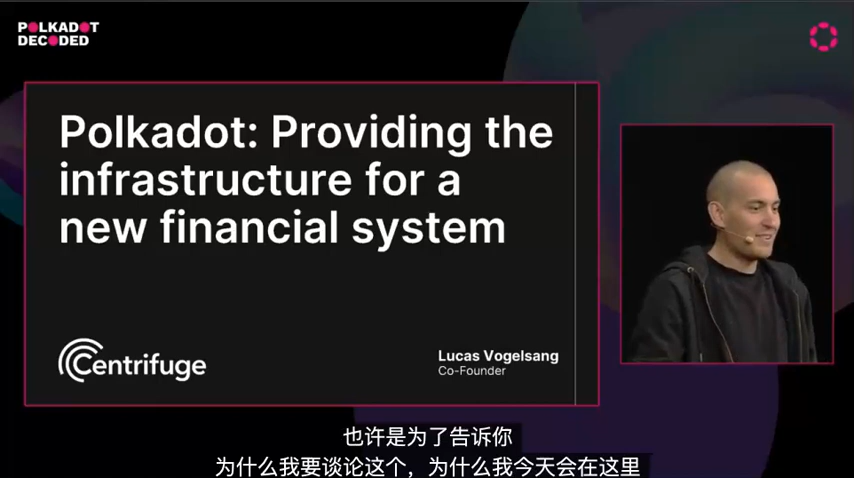 POLKADOT
DECODED
Polkadot: Providing the
infrastructure for a
new financial system
Centrifuge
Lucas Vogelsang
Co-Founder
也许是为了告诉你
为什么我要谈论这个，为什么我今天会在这里